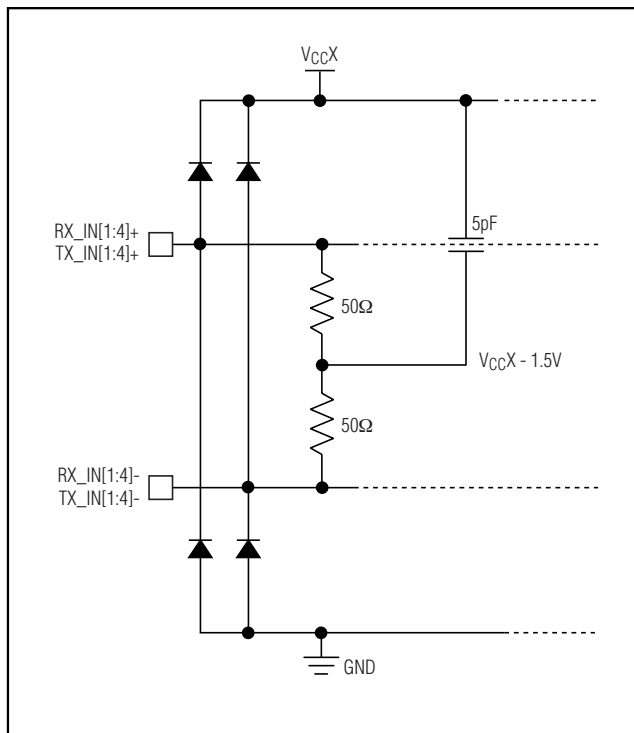 VCCX
RX_IN[1:4]+
TX_IN[1:4]+
5pF
50Ω
VCCX - 1.5V
50Ω
RX_IN[1:4]-
TX_IN[1:4]-
GND